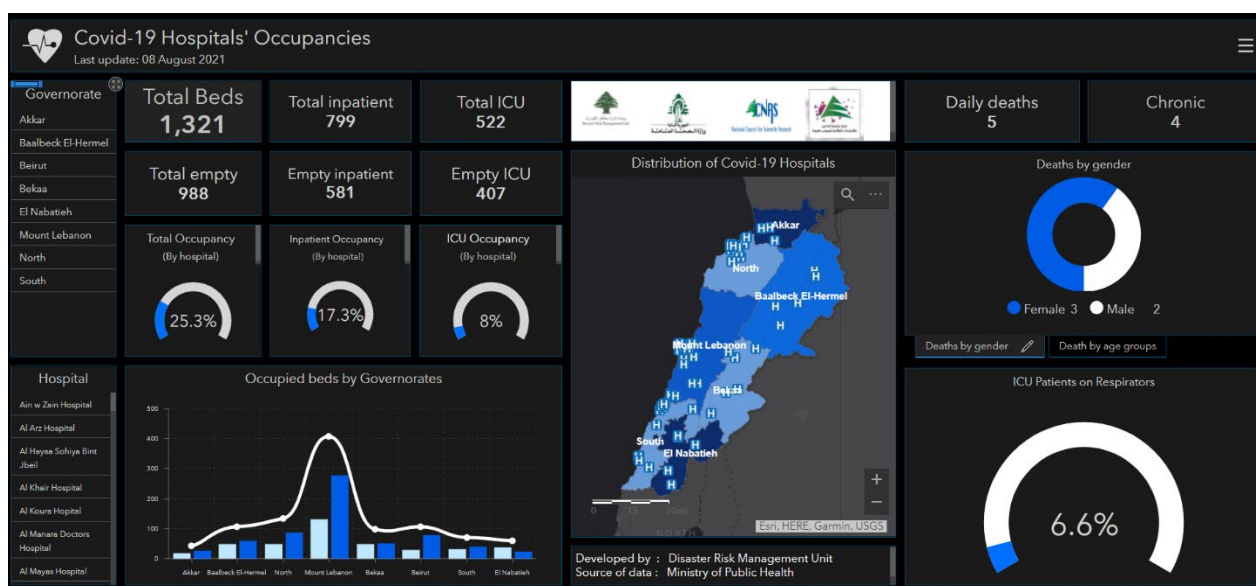 Covid-19 Hospitals' Occupancies
Last update: 08 August 2021
Governorate
Akkar
Baalbeck El-Hermel
Beirut
Bekaa
El Nabatieh
Mount Lebanon
North
South
Total Beds
1,321
Total inpatient
799
Total ICU
522
Total empty
988
Empty inpatient
581
Empty ICU
407
Total Occupancy
(By hospital)
25.3%
Inpatient Occupancy
(By hospital)
17.3%
ICU Occupancy
(By hospital)
8%
CNRS
National Council for Scientific Research
Distribution of Covid-19 Hospitals
Akkar
North
Baalbeck El-Hermel
Mount Lebanon
Bekaa
South
El Nabatieh
0 15 30mi
Esri, HERE, Garmin, USGS
Developed by : Disaster Risk Management Unit
Source of data : Ministry of Public Health
Daily deaths
5
Chronic
4
Deaths by gender
Female 3 Male 2
Deaths by gender
Death by age groups
ICU Patients on Respirators
6.6%
Hospital
Ain w Zein Hospital
Al Arz Hospital
Al Hayaa Sohiya Bint
Jbeil
Al Khair Hospital
Al Koura Hopital
Al Manara Doctors
Hospital
Al Mayas Hospital
Occupied beds by Governorates
500
400
300
200
100
0
Akkar Baalbeck El-Hermel North Mount Lebanon Bekaa Beirut South El Nabatieh